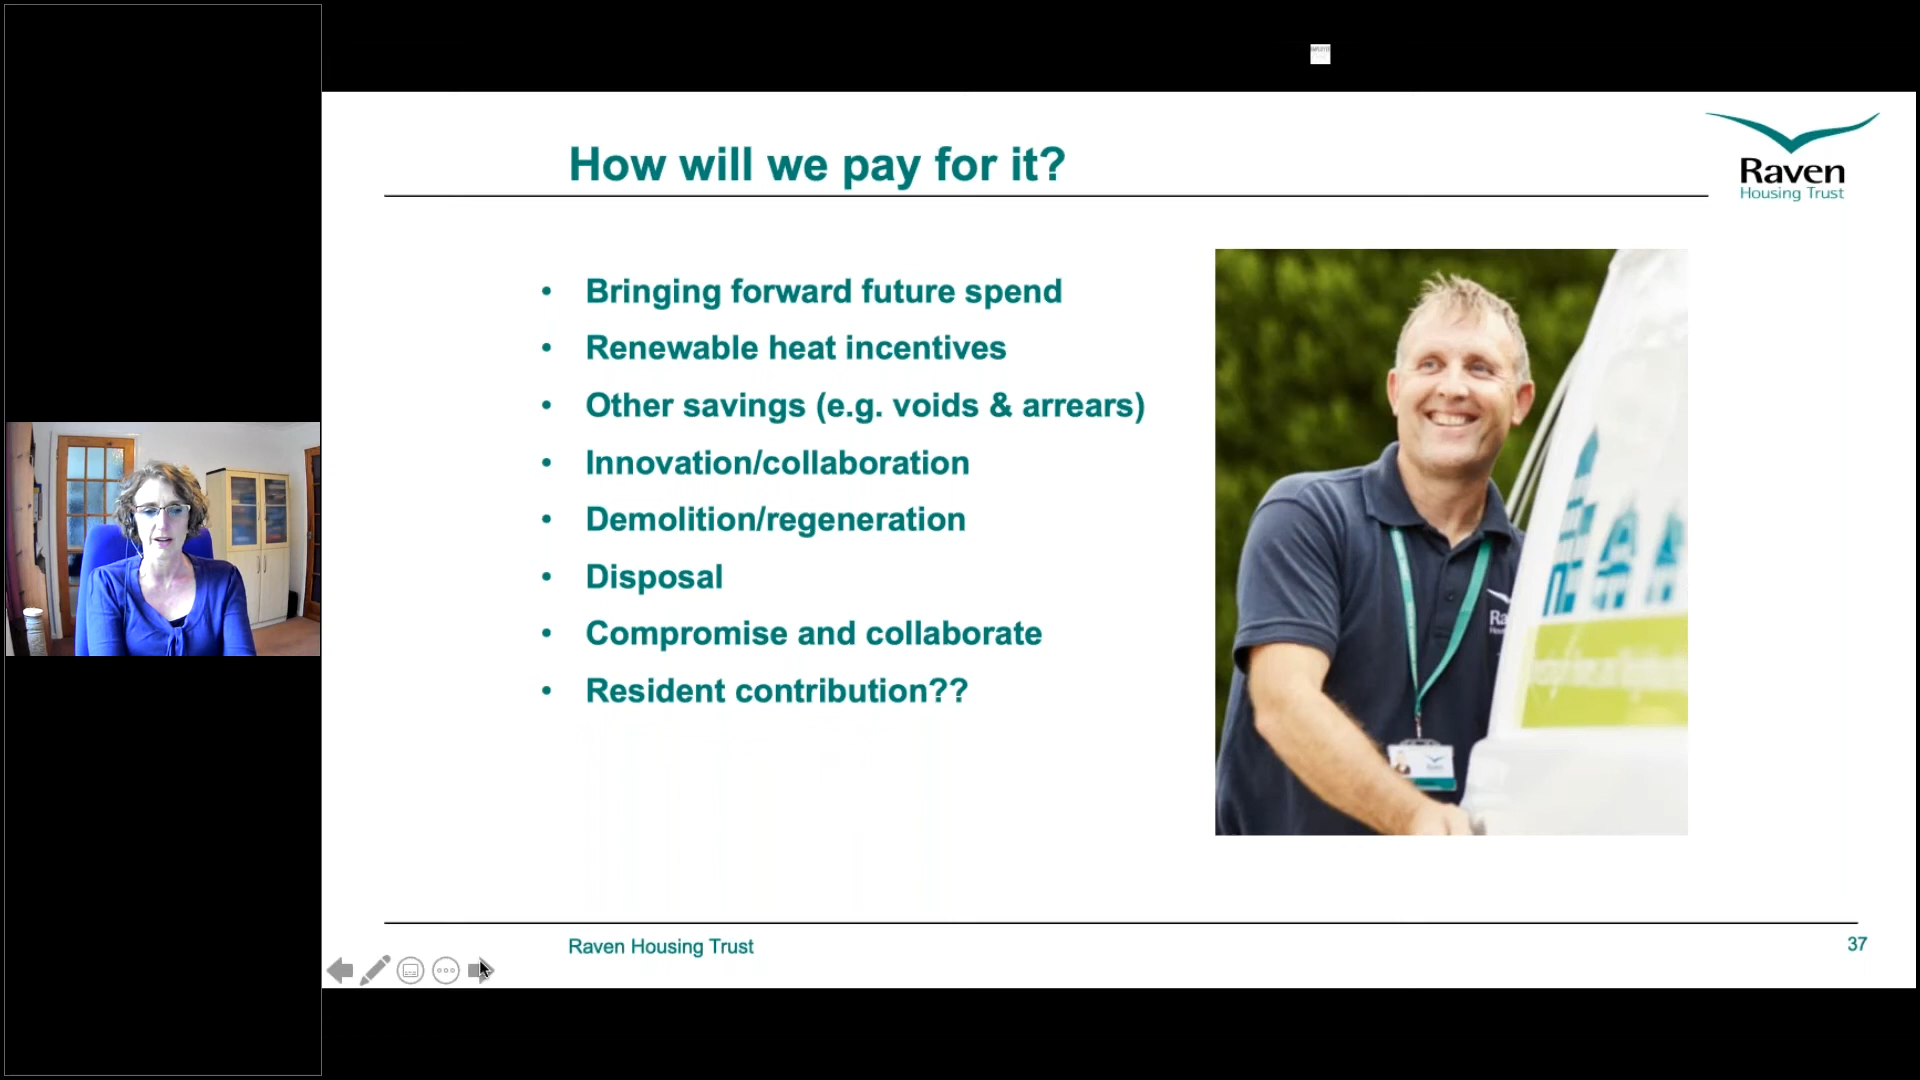 How will we pay for it?
Raven
Housing Trust
• Bringing forward future spend
• Renewable heat incentives
• Other savings (e.g. voids & arrears)
• Innovation/collaboration
• Demolition/regeneration
• Disposal
• Compromise and collaborate
• Resident contribution??
Raven Housing Trust
37